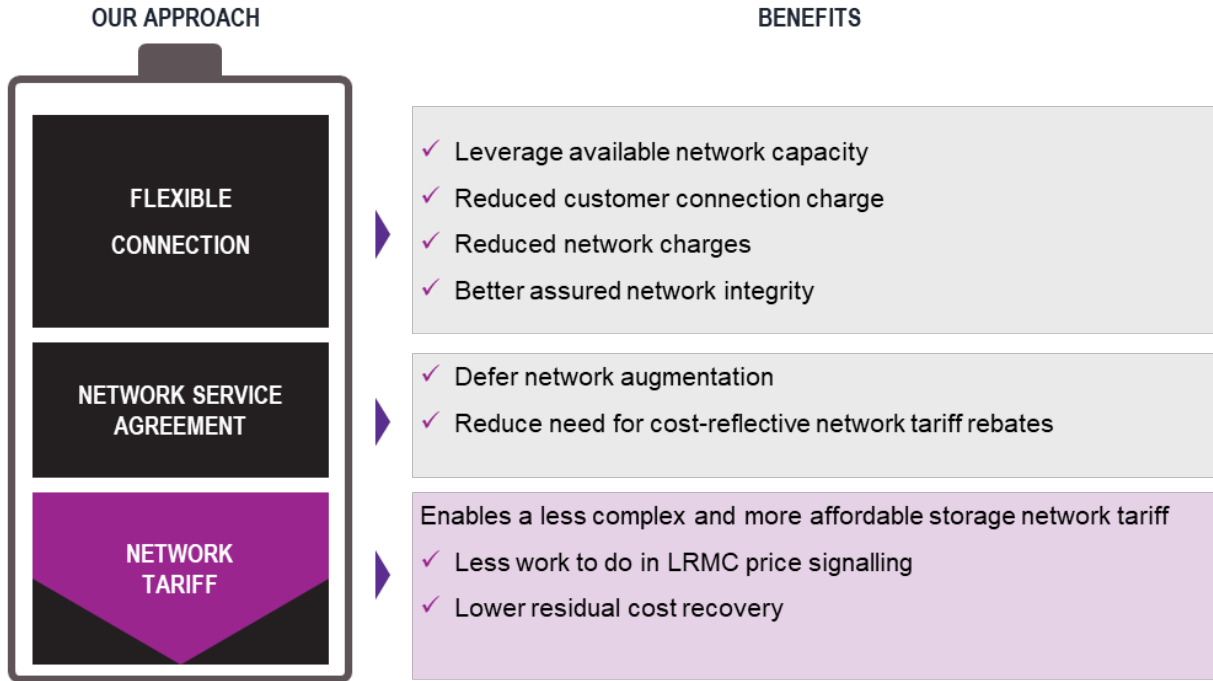 OUR APPROACH
BENEFITS
FLEXIBLE
CONNECTION
✓ Leverage available network capacity
✓ Reduced customer connection charge
✓ Reduced network charges
✓ Better assured network integrity
NETWORK SERVICE
AGREEMENT
✓ Defer network augmentation
✓ Reduce need for cost-reflective network tariff rebates
NETWORK
TARIFF
Enables a less complex and more affordable storage network tariff
✓ Less work to do in LRMC price signalling
✓ Lower residual cost recovery